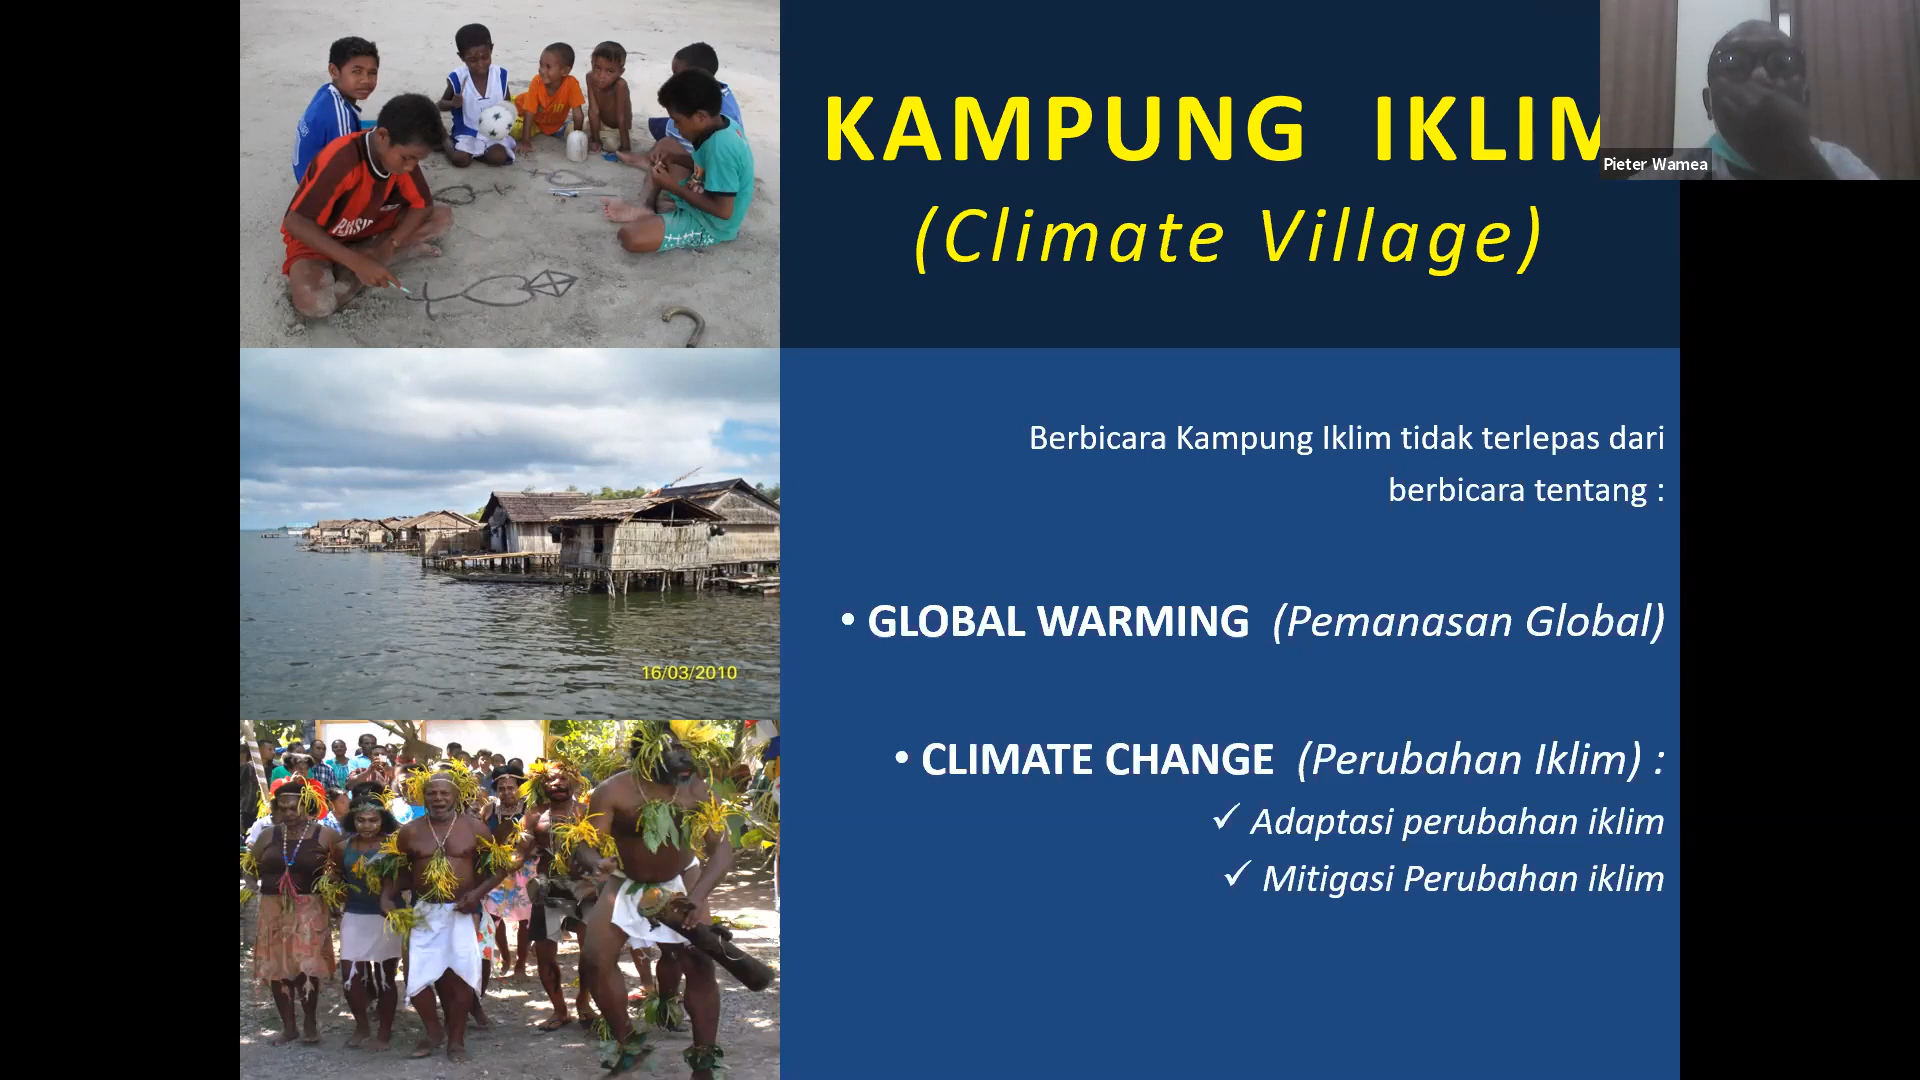 KAMPUNG IKLIM
(Climate Village)
Pieter Wamea
Berbicara Kampung Iklim tidak terlepas dari
berbicara tentang :
• GLOBAL WARMING (Pemanasan Global)
• CLIMATE CHANGE (Perubahan Iklim) :
✓ Adaptasi perubahan iklim
✓ Mitigasi Perubahan iklim
16/03/2010